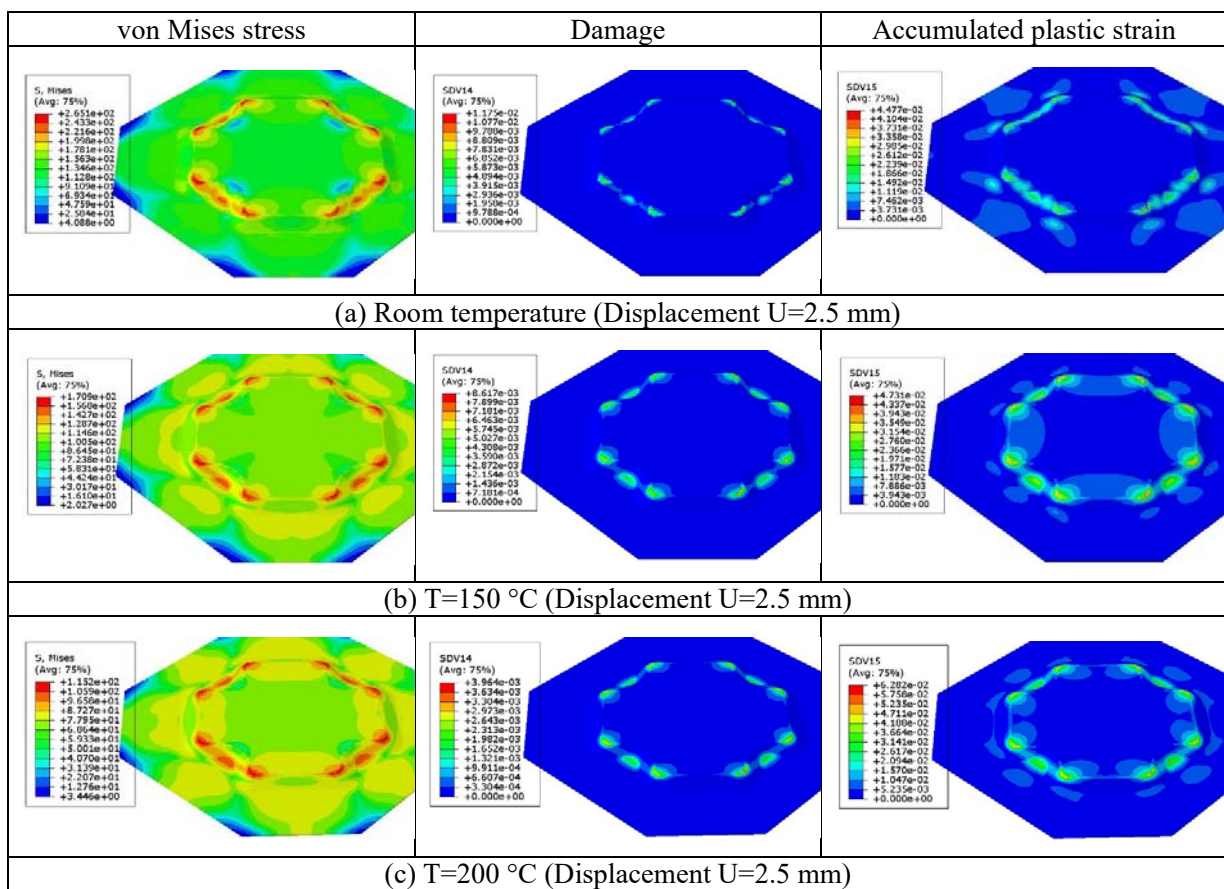 von Mises stress
Damage
Accumulated plastic strain
S, Mises
(Avg: 75%)
+2.651e+02
+2.433e+02
+2.216e+02
+1.998e+02
+1.781e+02
+1.563e+02
+1.346e+02
+1.128e+02
+9.109e+01
+6.934e+01
+4.759e+01
+2.584e+01
+4.088e+00
SDV14
(Avg: 75%)
+1.175e-02
+1.077e-02
+9.788e-03
+8.809e-03
+7.831e-03
+6.852e-03
+5.873e-03
+4.894e-03
+3.915e-03
+2.936e-03
+1.958e-03
+9.788e-04
+0.000e+00
SDV15
(Avg: 75%)
+4.477e-02
+4.104e-02
+3.731e-02
+3.358e-02
+2.985e-02
+2.612e-02
+2.239e-02
+1.866e-02
+1.492e-02
+1.119e-02
+7.462e-03
+3.731e-03
+0.000e+00
(a) Room temperature (Displacement U=2.5 mm)
S, Mises
(Avg: 75%)
+1.709e+02
+1.568e+02
+1.427e+02
+1.287e+02
+1.146e+02
+1.005e+02
+8.645e+01
+7.238e+01
+5.831e+01
+4.424e+01
+3.017e+01
+1.610e+01
+2.027e+00
SDV14
(Avg: 75%)
+8.617e-03
+7.899e-03
+7.181e-03
+6.463e-03
+5.745e-03
+5.027e-03
+4.308e-03
+3.590e-03
+2.872e-03
+2.154e-03
+1.436e-03
+7.181e-04
+0.000e+00
SDV15
(Avg: 75%)
+4.731e-02
+4.337e-02
+3.943e-02
+3.549e-02
+3.154e-02
+2.760e-02
+2.366e-02
+1.971e-02
+1.577e-02
+1.183e-02
+7.886e-03
+3.943e-03
+0.000e+00
(b) T=150 °C (Displacement U=2.5 mm)
S, Mises
(Avg: 75%)
+1.152e+02
+1.059e+02
+9.658e+01
+8.727e+01
+7.795e+01
+6.864e+01
+5.933e+01
+5.001e+01
+4.070e+01
+3.139e+01
+2.207e+01
+1.276e+01
+3.446e+00
SDV14
(Avg: 75%)
+3.964e-03
+3.634e-03
+3.304e-03
+2.973e-03
+2.643e-03
+2.313e-03
+1.982e-03
+1.652e-03
+1.321e-03
+9.911e-04
+6.607e-04
+3.304e-04
+0.000e+00
SDV15
(Avg: 75%)
+6.282e-02
+5.758e-02
+5.235e-02
+4.711e-02
+4.188e-02
+3.664e-02
+3.141e-02
+2.617e-02
+2.094e-02
+1.570e-02
+1.047e-02
+5.235e-03
+0.000e+00
(c) T=200 °C (Displacement U=2.5 mm)